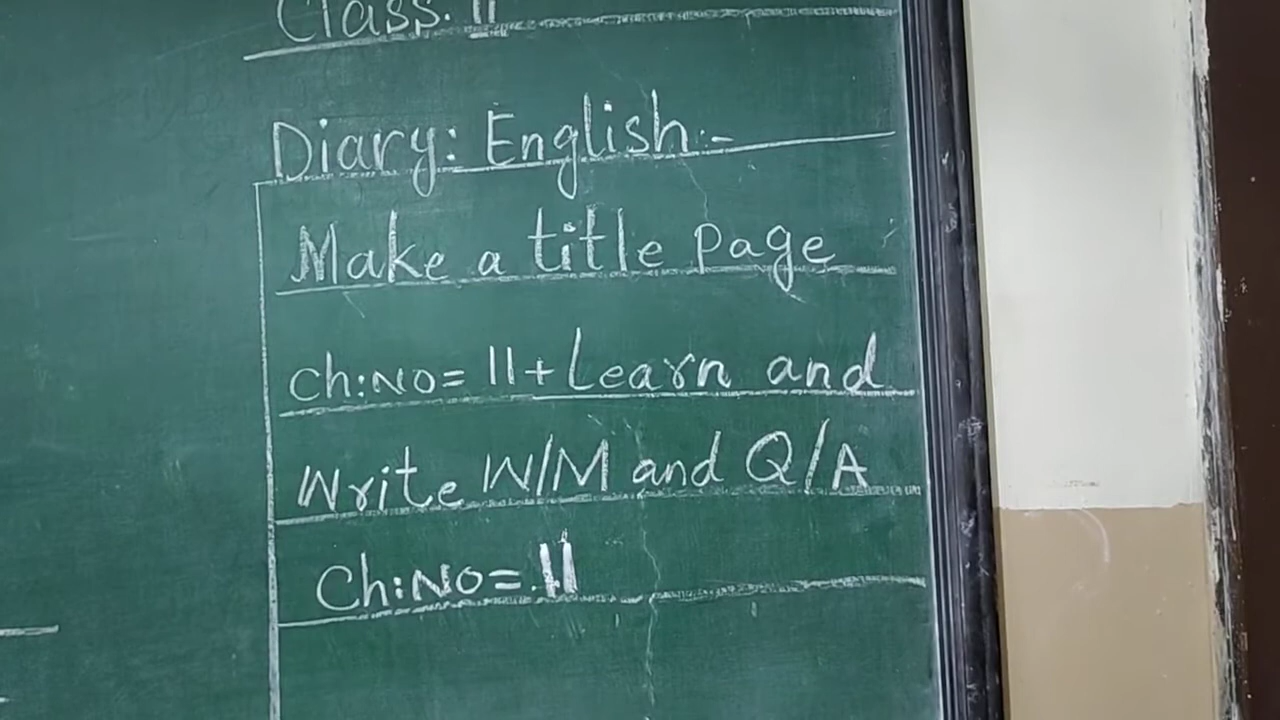 Class. II
Diary: English:-
Make a title page
Ch:No= 11+Learn and
Write W/M and Q/A
Ch:No= 11